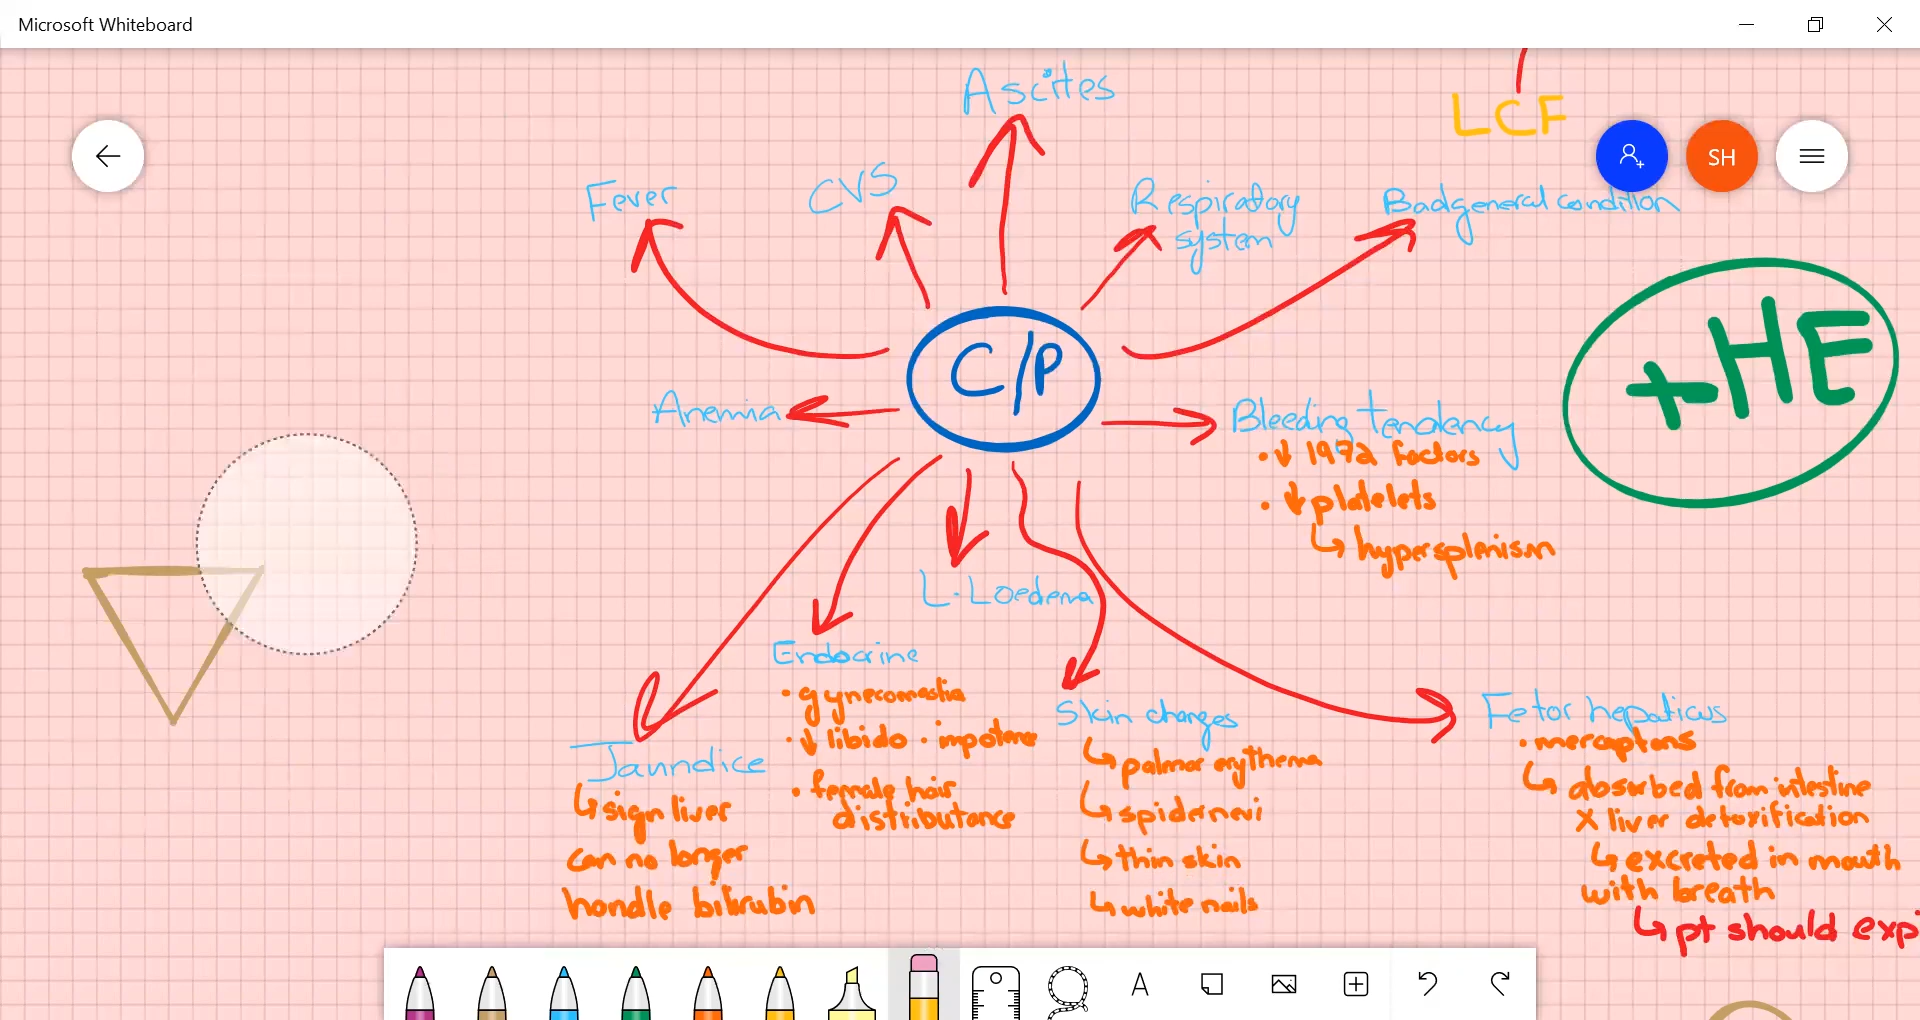 Microsoft Whiteboard
Ascites
LCF
SH
Fever
CVS
Respiratory
system
Badgeneral condition
C/P
+HE
Anemia
Bleeding tendency
• ↓ 1972 factors
• ↓ platelets
↳ hypersplenism
L.Loedema
Endocrine
• gynecomastia
• ↓ libido • impotence
• female hair
distributance
Jaundice
↳ sign liver
can no longer
handle bilirubin
Skin changes
↳ palmar erythema
↳ spider nevi
↳ thin skin
↳ white nails
Fetor hepaticus
• mercaptans
↳ absorbed from intestine
X liver detoxification
↳ excreted in mouth
with breath
↳ pt should exp
A